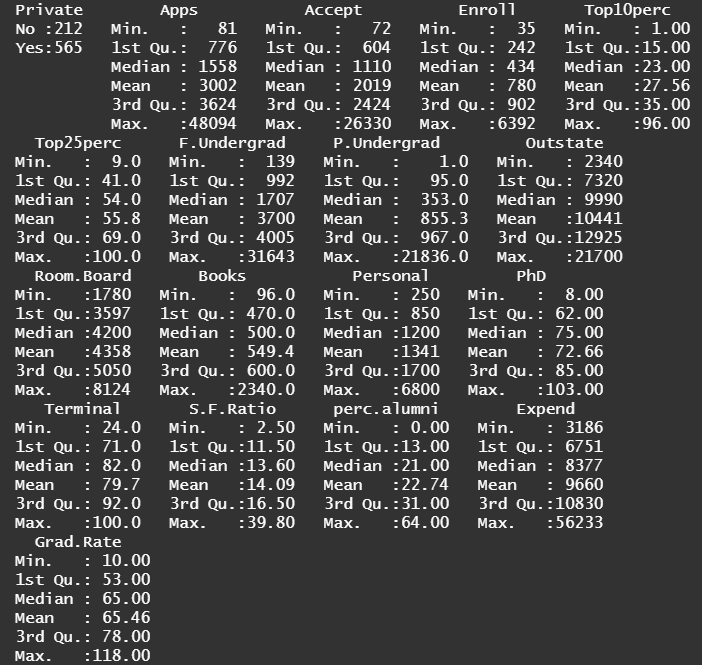 Private Apps Accept Enroll Top10perc
No :212 Min. : 81 Min. : 72 Min. : 35 Min. : 1.00
Yes:565 1st Qu.: 776 1st Qu.: 604 1st Qu.: 242 1st Qu.:15.00
Median : 1558 Median : 1110 Median : 434 Median :23.00
Mean : 3002 Mean : 2019 Mean : 780 Mean :27.56
3rd Qu.: 3624 3rd Qu.: 2424 3rd Qu.: 902 3rd Qu.:35.00
Max. :48094 Max. :26330 Max. :6392 Max. :96.00
Top25perc F.Undergrad P.Undergrad Outstate
Min. : 9.0 Min. : 139 Min. : 1.0 Min. : 2340
1st Qu.: 41.0 1st Qu.: 992 1st Qu.: 95.0 1st Qu.: 7320
Median : 54.0 Median : 1707 Median : 353.0 Median : 9990
Mean : 55.8 Mean : 3700 Mean : 855.3 Mean :10441
3rd Qu.: 69.0 3rd Qu.: 4005 3rd Qu.: 967.0 3rd Qu.:12925
Max. :100.0 Max. :31643 Max. :21836.0 Max. :21700
Room.Board Books Personal PhD
Min. :1780 Min. : 96.0 Min. : 250 Min. : 8.00
1st Qu.:3597 1st Qu.: 470.0 1st Qu.: 850 1st Qu.: 62.00
Median :4200 Median : 500.0 Median :1200 Median : 75.00
Mean :4358 Mean : 549.4 Mean :1341 Mean : 72.66
3rd Qu.:5050 3rd Qu.: 600.0 3rd Qu.:1700 3rd Qu.: 85.00
Max. :8124 Max. :2340.0 Max. :6800 Max. :103.00
Terminal S.F.Ratio perc.alumni Expend
Min. : 24.0 Min. : 2.50 Min. : 0.00 Min. : 3186
1st Qu.: 71.0 1st Qu.:11.50 1st Qu.:13.00 1st Qu.: 6751
Median : 82.0 Median :13.60 Median :21.00 Median : 8377
Mean : 79.7 Mean :14.09 Mean :22.74 Mean : 9660
3rd Qu.: 92.0 3rd Qu.:16.50 3rd Qu.:31.00 3rd Qu.:10830
Max. :100.0 Max. :39.80 Max. :64.00 Max. :56233
Grad.Rate
Min. : 10.00
1st Qu.: 53.00
Median : 65.00
Mean : 65.46
3rd Qu.: 78.00
Max. :118.00